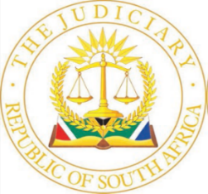 THE JUDICIARY
REPUBLIC OF SOUTH AFRICA